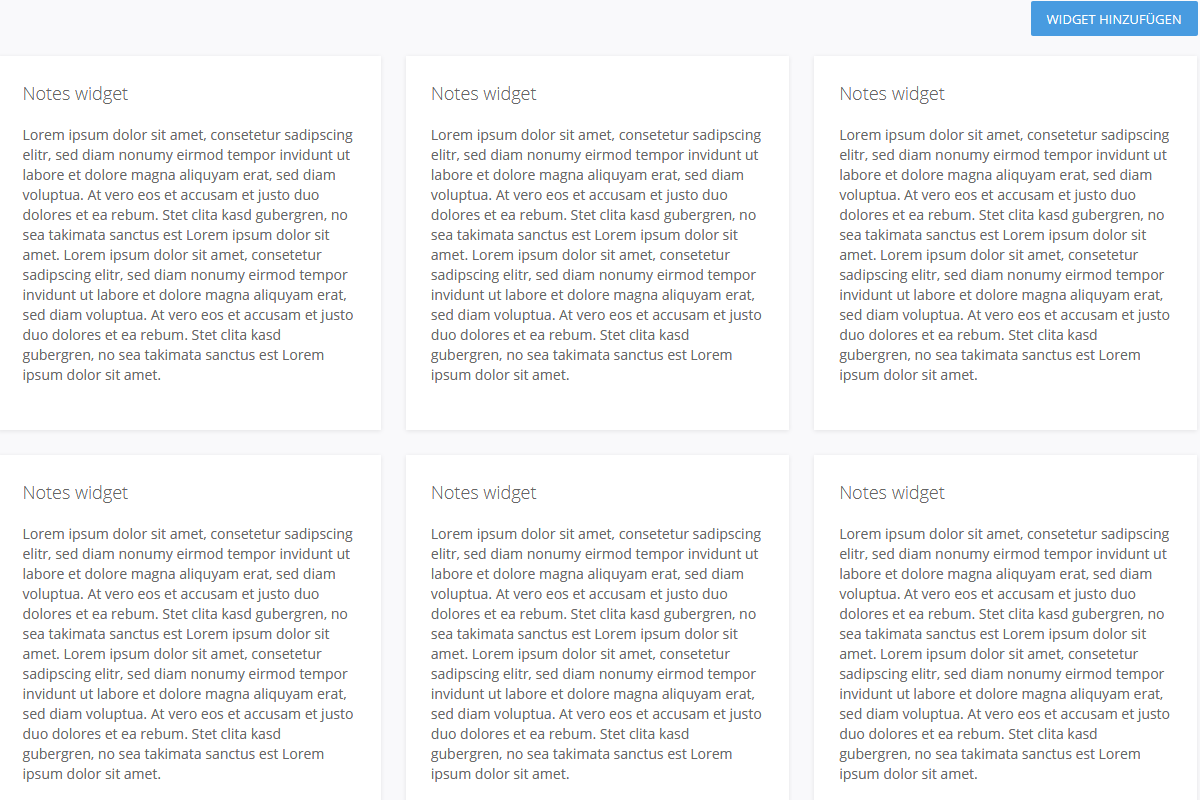 WIDGET HINZUFÜGEN
Notes widget
Lorem ipsum dolor sit amet, consetetur sadipscing
elitr, sed diam nonumy eirmod tempor invidunt ut
labore et dolore magna aliquyam erat, sed diam
voluptua. At vero eos et accusam et justo duo
dolores et ea rebum. Stet clita kasd gubergren, no
sea takimata sanctus est Lorem ipsum dolor sit
amet. Lorem ipsum dolor sit amet, consetetur
sadipscing elitr, sed diam nonumy eirmod tempor
invidunt ut labore et dolore magna aliquyam erat,
sed diam voluptua. At vero eos et accusam et justo
duo dolores et ea rebum. Stet clita kasd
gubergren, no sea takimata sanctus est Lorem
ipsum dolor sit amet.
Notes widget
Lorem ipsum dolor sit amet, consetetur sadipscing
elitr, sed diam nonumy eirmod tempor invidunt ut
labore et dolore magna aliquyam erat, sed diam
voluptua. At vero eos et accusam et justo duo
dolores et ea rebum. Stet clita kasd gubergren, no
sea takimata sanctus est Lorem ipsum dolor sit
amet. Lorem ipsum dolor sit amet, consetetur
sadipscing elitr, sed diam nonumy eirmod tempor
invidunt ut labore et dolore magna aliquyam erat,
sed diam voluptua. At vero eos et accusam et justo
duo dolores et ea rebum. Stet clita kasd
gubergren, no sea takimata sanctus est Lorem
ipsum dolor sit amet.
Notes widget
Lorem ipsum dolor sit amet, consetetur sadipscing
elitr, sed diam nonumy eirmod tempor invidunt ut
labore et dolore magna aliquyam erat, sed diam
voluptua. At vero eos et accusam et justo duo
dolores et ea rebum. Stet clita kasd gubergren, no
sea takimata sanctus est Lorem ipsum dolor sit
amet. Lorem ipsum dolor sit amet, consetetur
sadipscing elitr, sed diam nonumy eirmod tempor
invidunt ut labore et dolore magna aliquyam erat,
sed diam voluptua. At vero eos et accusam et justo
duo dolores et ea rebum. Stet clita kasd
gubergren, no sea takimata sanctus est Lorem
ipsum dolor sit amet.
Notes widget
Lorem ipsum dolor sit amet, consetetur sadipscing
elitr, sed diam nonumy eirmod tempor invidunt ut
labore et dolore magna aliquyam erat, sed diam
voluptua. At vero eos et accusam et justo duo
dolores et ea rebum. Stet clita kasd gubergren, no
sea takimata sanctus est Lorem ipsum dolor sit
amet. Lorem ipsum dolor sit amet, consetetur
sadipscing elitr, sed diam nonumy eirmod tempor
invidunt ut labore et dolore magna aliquyam erat,
sed diam voluptua. At vero eos et accusam et justo
duo dolores et ea rebum. Stet clita kasd
gubergren, no sea takimata sanctus est Lorem
ipsum dolor sit amet.
Notes widget
Lorem ipsum dolor sit amet, consetetur sadipscing
elitr, sed diam nonumy eirmod tempor invidunt ut
labore et dolore magna aliquyam erat, sed diam
voluptua. At vero eos et accusam et justo duo
dolores et ea rebum. Stet clita kasd gubergren, no
sea takimata sanctus est Lorem ipsum dolor sit
amet. Lorem ipsum dolor sit amet, consetetur
sadipscing elitr, sed diam nonumy eirmod tempor
invidunt ut labore et dolore magna aliquyam erat,
sed diam voluptua. At vero eos et accusam et justo
duo dolores et ea rebum. Stet clita kasd
gubergren, no sea takimata sanctus est Lorem
ipsum dolor sit amet.
Notes widget
Lorem ipsum dolor sit amet, consetetur sadipscing
elitr, sed diam nonumy eirmod tempor invidunt ut
labore et dolore magna aliquyam erat, sed diam
voluptua. At vero eos et accusam et justo duo
dolores et ea rebum. Stet clita kasd gubergren, no
sea takimata sanctus est Lorem ipsum dolor sit
amet. Lorem ipsum dolor sit amet, consetetur
sadipscing elitr, sed diam nonumy eirmod tempor
invidunt ut labore et dolore magna aliquyam erat,
sed diam voluptua. At vero eos et accusam et justo
duo dolores et ea rebum. Stet clita kasd
gubergren, no sea takimata sanctus est Lorem
ipsum dolor sit amet.